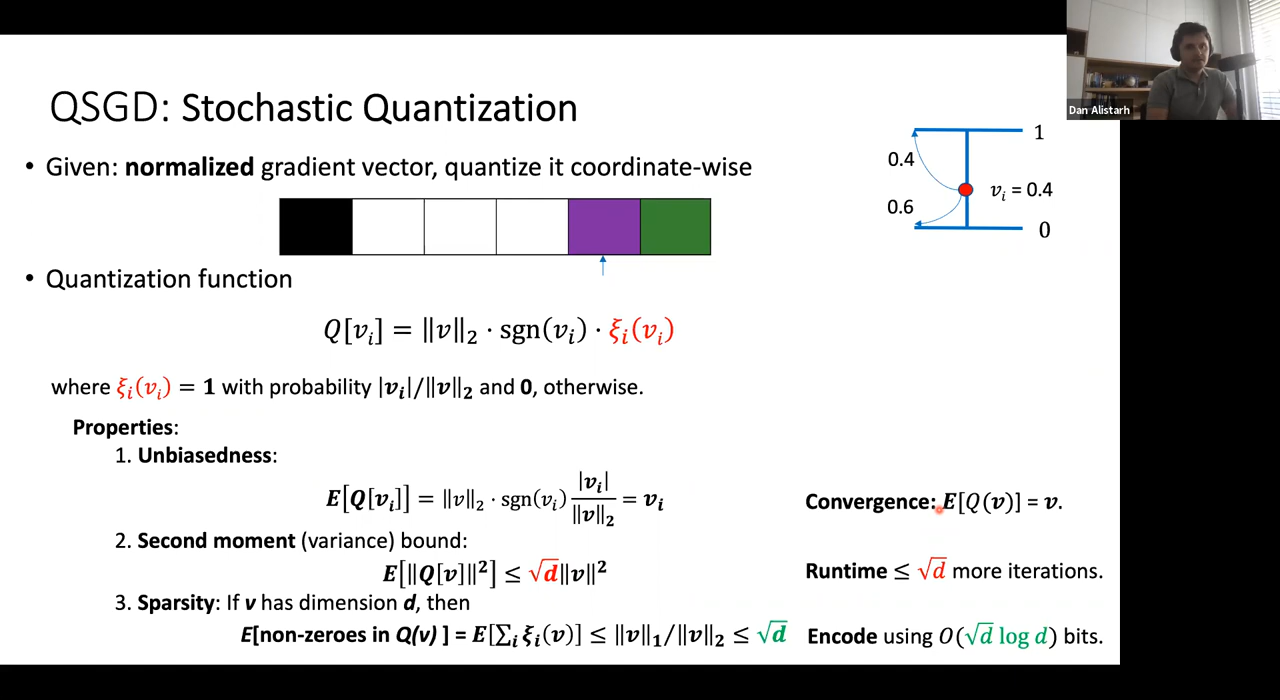 Dan Alistarh
QSGD: Stochastic Quantization
• Given: normalized gradient vector, quantize it coordinate-wise
1
0.4
vᵢ = 0.4
0.6
0
• Quantization function
Q[vᵢ] = ‖v‖₂ · sgn(vᵢ) · ξᵢ(vᵢ)
where ξᵢ(vᵢ) = 1 with probability |vᵢ|/‖v‖₂ and 0, otherwise.
Properties:
1. Unbiasedness:
E[Q[vᵢ]] = ‖v‖₂ · sgn(vᵢ) |vᵢ|/‖v‖₂ = vᵢ
Convergence: E[Q(v)] = v.
2. Second moment (variance) bound:
E[‖Q[v]‖²] ≤ √d‖v‖²
Runtime ≤ √d more iterations.
3. Sparsity: If v has dimension d, then
E[non-zeroes in Q(v) ] = E[∑ᵢ ξᵢ(v)] ≤ ‖v‖₁/‖v‖₂ ≤ √d
Encode using O(√d log d) bits.